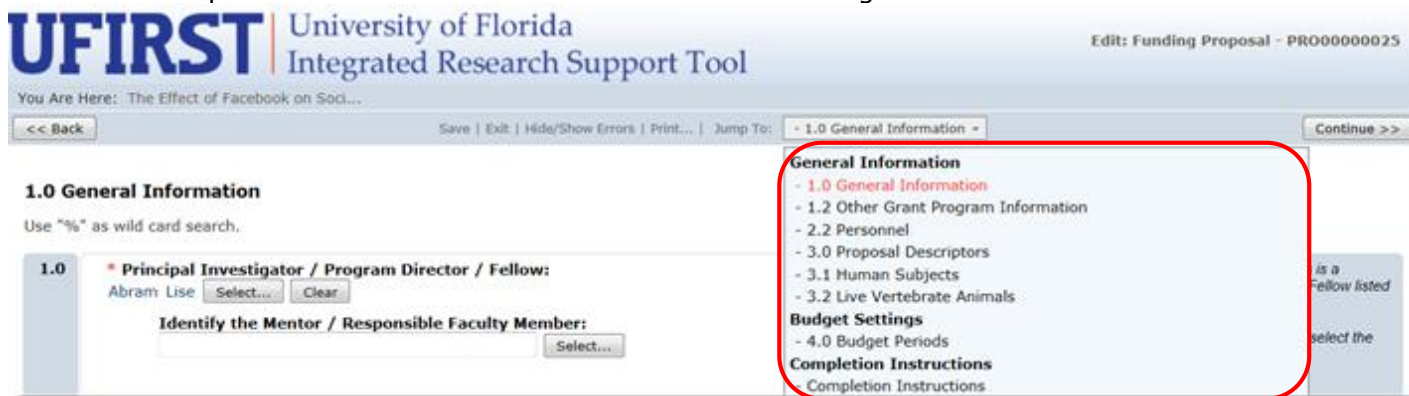 UFIRST
University of Florida
Integrated Research Support Tool
Edit: Funding Proposal - PRO00000025
You Are Here: The Effect of Facebook on Soci...
<< Back
Save | Exit | Hide/Show Errors | Print... | Jump To:
- 1.0 General Information -
Continue >>
General Information
- 1.0 General Information
- 1.2 Other Grant Program Information
- 2.2 Personnel
- 3.0 Proposal Descriptors
- 3.1 Human Subjects
- 3.2 Live Vertebrate Animals
Budget Settings
- 4.0 Budget Periods
Completion Instructions
- Completion Instructions
1.0 General Information
Use "%" as wild card search.
1.0
* Principal Investigator / Program Director / Fellow:
Abram Lise Select... Clear
Identify the Mentor / Responsible Faculty Member:
Select...
is a
Fellow listed
select the